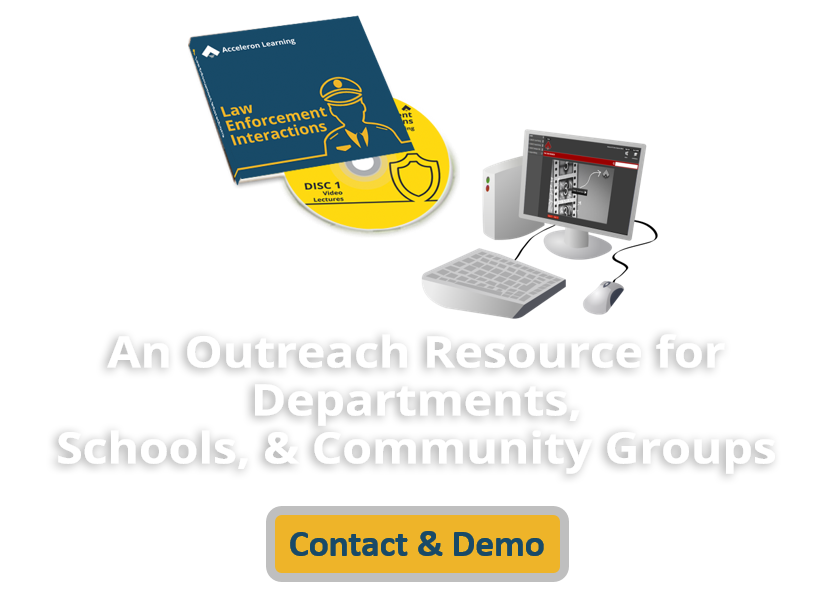 Acceleron Learning
Law
Enforcement
Interactions
DISC 1
Video
Lectures
An Outreach Resource for
Departments,
Schools, & Community Groups
Contact & Demo